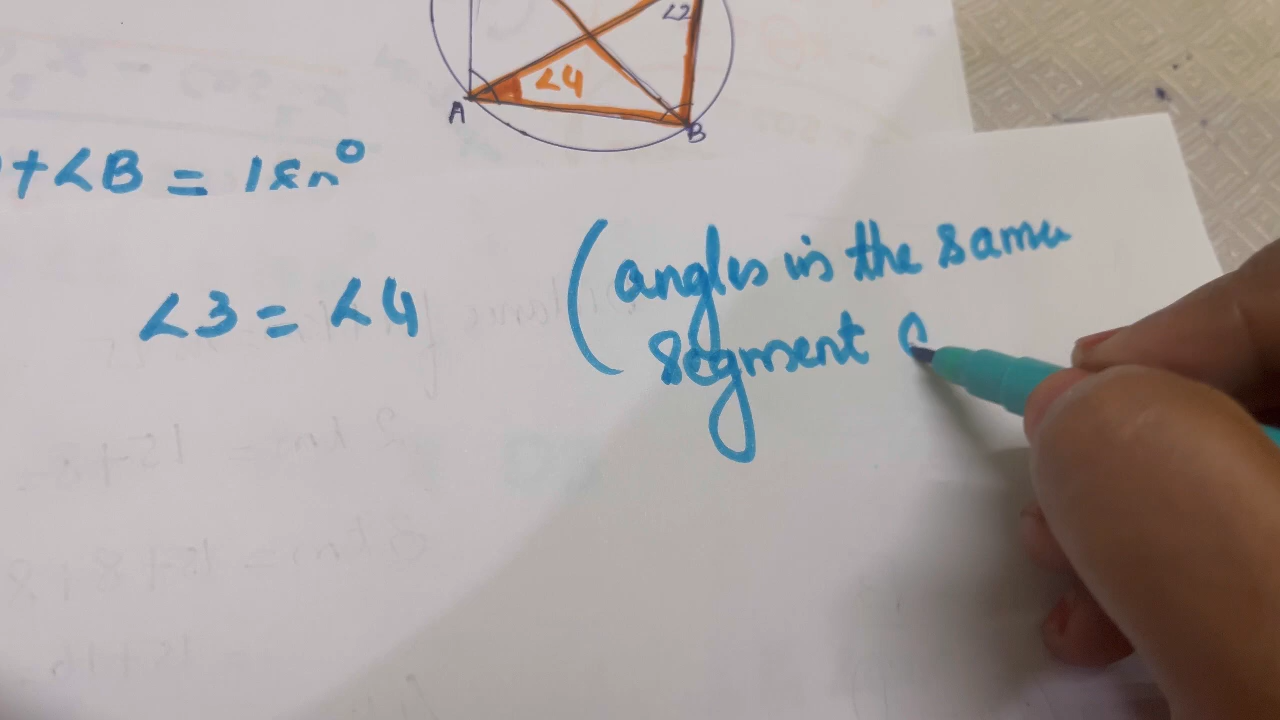 ∠2
∠4
A
B
+∠B = 180°
∠3 = ∠4
(angles in the same
segment